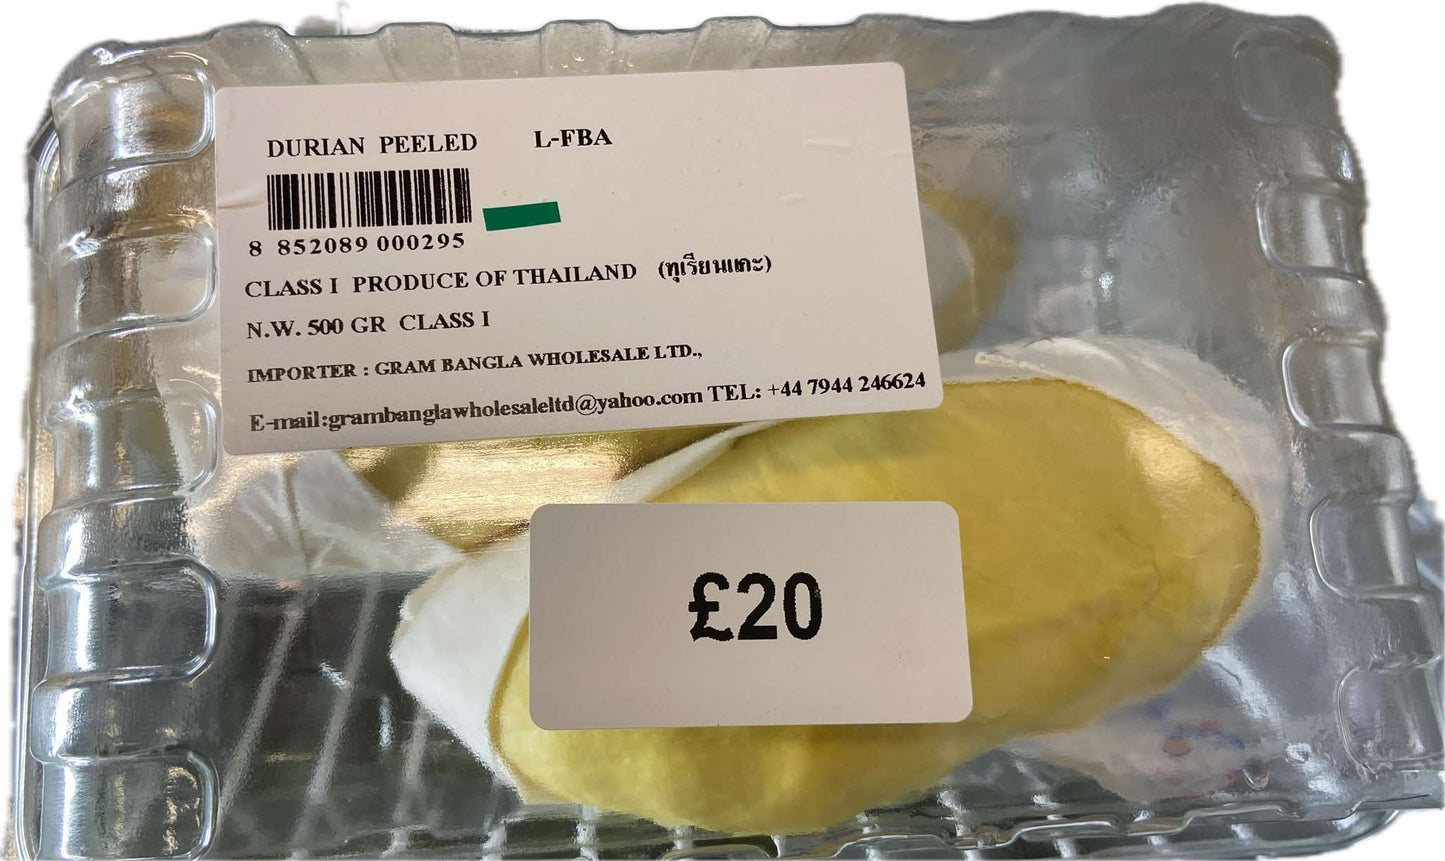 DURIAN PEELED L-FBA
8 852089 000295
CLASS I PRODUCE OF THAILAND (ทุเรียนแกะ)
N.W. 500 GR CLASS I
IMPORTER : GRAM BANGLA WHOLESALE LTD.,
E-mail:grambanglawholesaleltd@yahoo.com TEL: +44 7944 246624
£20